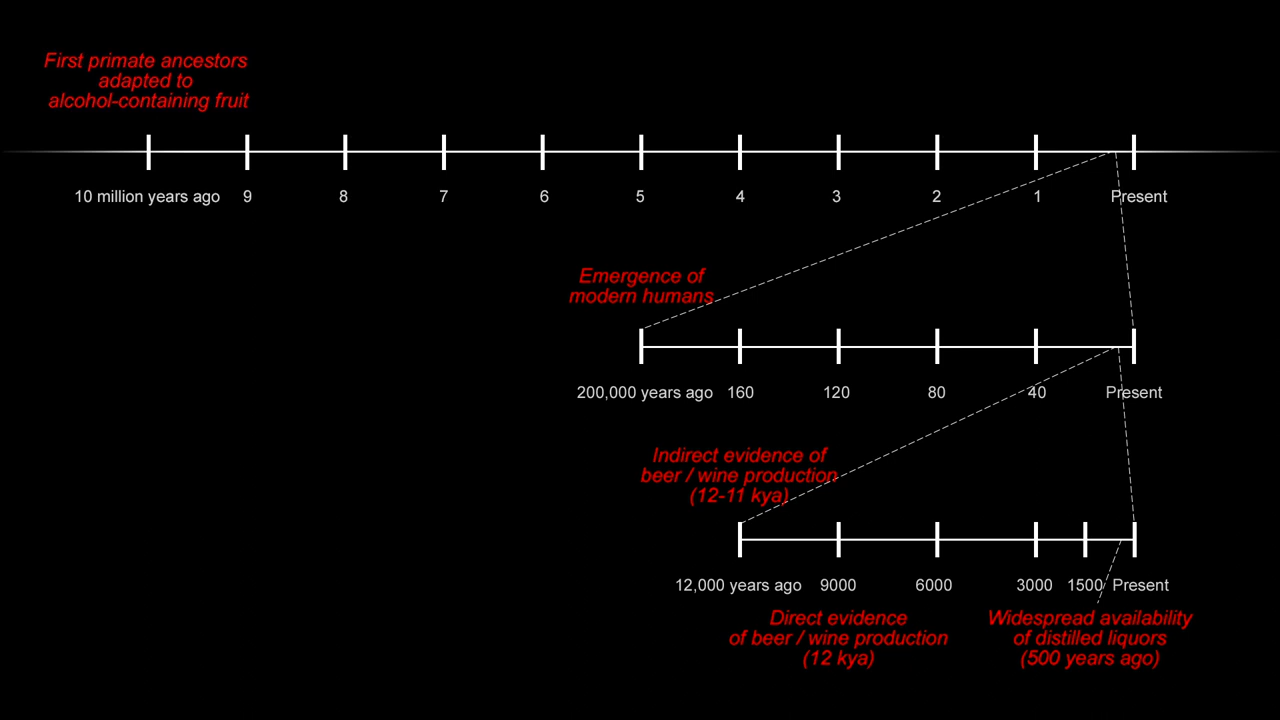 First primate ancestors
adapted to
alcohol-containing fruit
10 million years ago 9 8 7 6 5 4 3 2 1 Present
Emergence of
modern humans
200,000 years ago 160 120 80 40 Present
Indirect evidence of
beer / wine production
(12-11 kya)
12,000 years ago 9000 6000 3000 1500 Present
Direct evidence
of beer / wine production
(12 kya)
Widespread availability
of distilled liquors
(500 years ago)